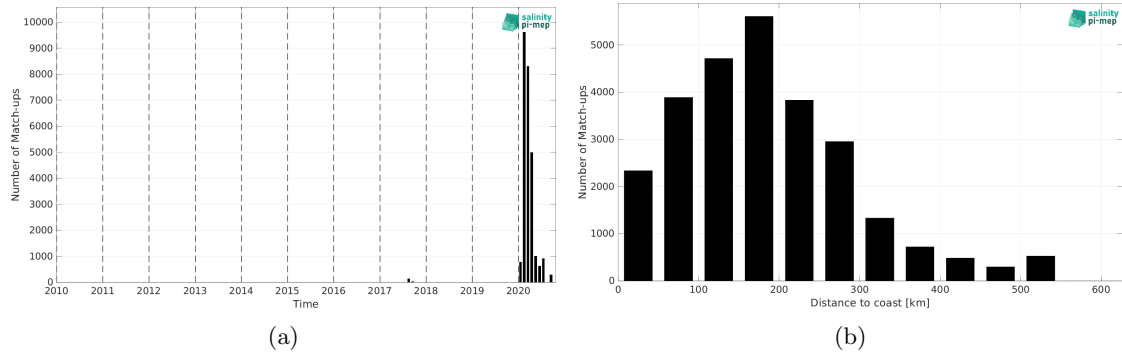 salinity
pi-mep
Number of Match-ups
10000
9000
8000
7000
6000
5000
4000
3000
2000
1000
0
2010 2011 2012 2013 2014 2015 2016 2017 2018 2019 2020
Time
(a)
salinity
pi-mep
Number of Match-ups
5000
4000
3000
2000
1000
0
0 100 200 300 400 500 600
Distance to coast [km]
(b)